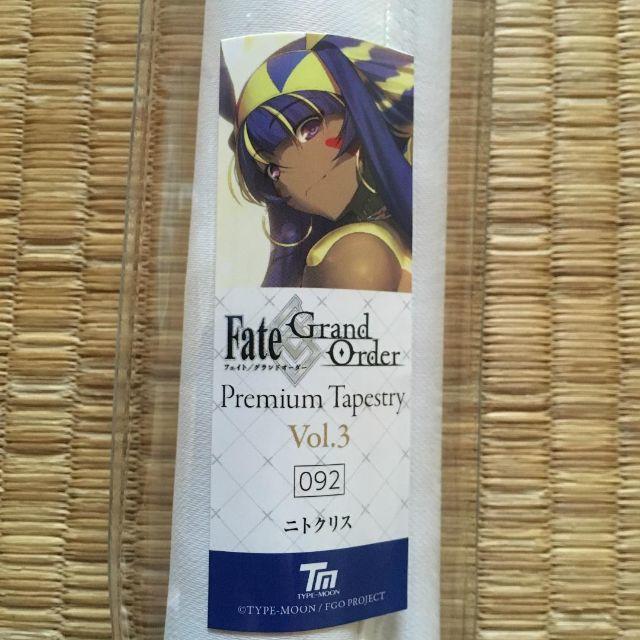 Fate Grand
Order
フェイト/グランドオーダー
Premium Tapestry
Vol.3
092
ニトクリス
TM
TYPE-MOON
©TYPE-MOON / FGO PROJECT